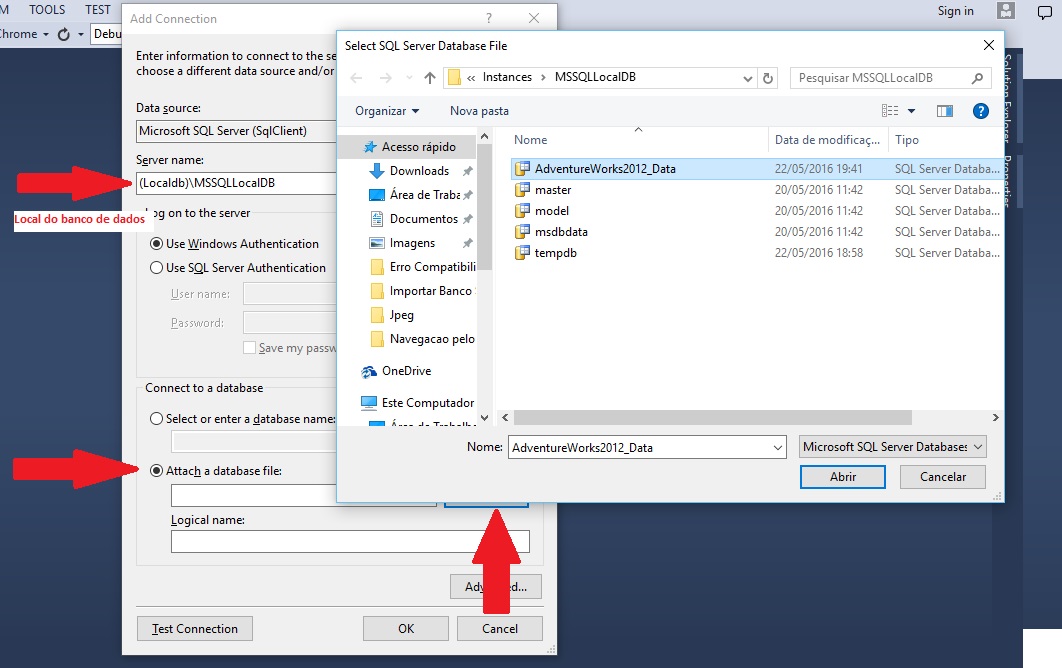 M TOOLS TEST
Sign in
Chrome
Debu
Add Connection
?
Enter information to connect to the se
choose a different data source and/or
Data source:
Microsoft SQL Server (SqlClient)
Server name:
(Localdb)\MSSQLLocalDB
Local do banco de dados
Log on to the server
Use Windows Authentication
Use SQL Server Authentication
User name:
Password:
Save my passw
Connect to a database
Select or enter a database name:
Attach a database file:
Logical name:
Test Connection
OK
Cancel
Select SQL Server Database File
« Instances > MSSQLLocalDB
Pesquisar MSSQLLocalDB
Organizar
Nova pasta
?
Acesso rápido
Downloads
Área de Traba
Documentos
Imagens
Erro Compatibili
Importar Banco
Jpeg
Navegacao pelo
OneDrive
Este Computador
Área de Trabalho
Nome Data de modificaç... Tipo
AdventureWorks2012_Data 22/05/2016 19:41 SQL Server Databa...
master 20/05/2016 11:42 SQL Server Databa...
model 20/05/2016 11:42 SQL Server Databa...
msdbdata 20/05/2016 11:42 SQL Server Databa...
tempdb 22/05/2016 18:58 SQL Server Databa...
Nome: AdventureWorks2012_Data
Microsoft SQL Server Databases
Abrir
Cancelar
Solution Explorer
Properties